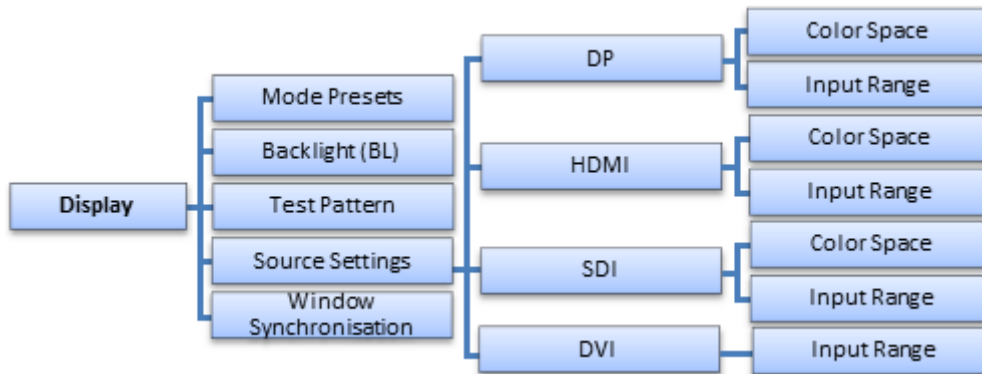 Display
Mode Presets
Backlight (BL)
Test Pattern
Source Settings
Window
Synchronisation
DP
Color Space
Input Range
HDMI
Color Space
Input Range
SDI
Color Space
Input Range
DVI
Input Range